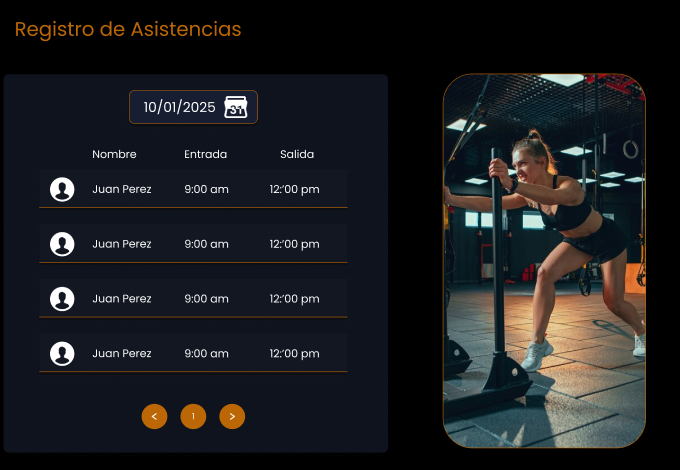 Registro de Asistencias
10/01/2025 31
Nombre Entrada Salida
Juan Perez 9:00 am 12:'00 pm
Juan Perez 9:00 am 12:'00 pm
Juan Perez 9:00 am 12:'00 pm
Juan Perez 9:00 am 12:'00 pm
< 1 >